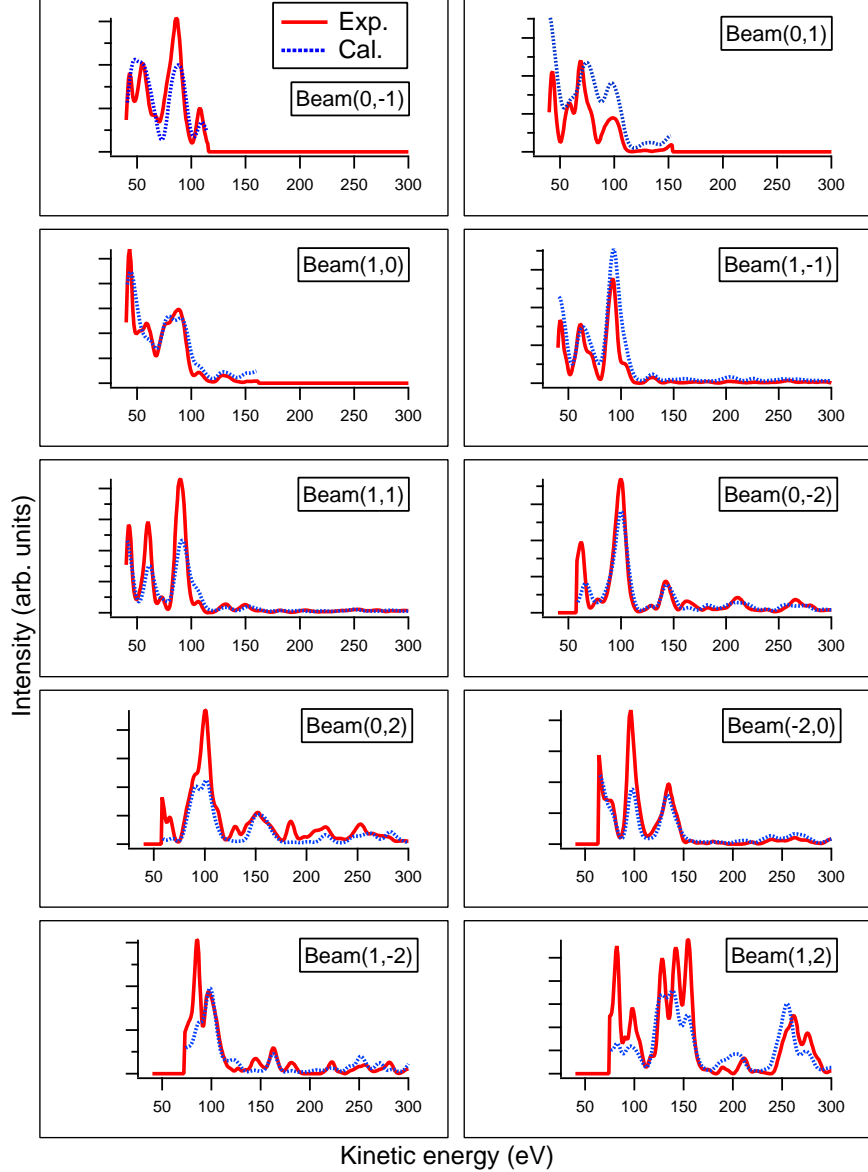 Exp.
Cal.
Beam(0,-1)
50 100 150 200 250 300
Beam(0,1)
50 100 150 200 250 300
Beam(1,0)
50 100 150 200 250 300
Beam(1,-1)
50 100 150 200 250 300
Beam(1,1)
50 100 150 200 250 300
Beam(0,-2)
50 100 150 200 250 300
Beam(0,2)
50 100 150 200 250 300
Beam(-2,0)
50 100 150 200 250 300
Beam(1,-2)
50 100 150 200 250 300
Beam(1,2)
50 100 150 200 250 300
Intensity (arb. units)
Kinetic energy (eV)